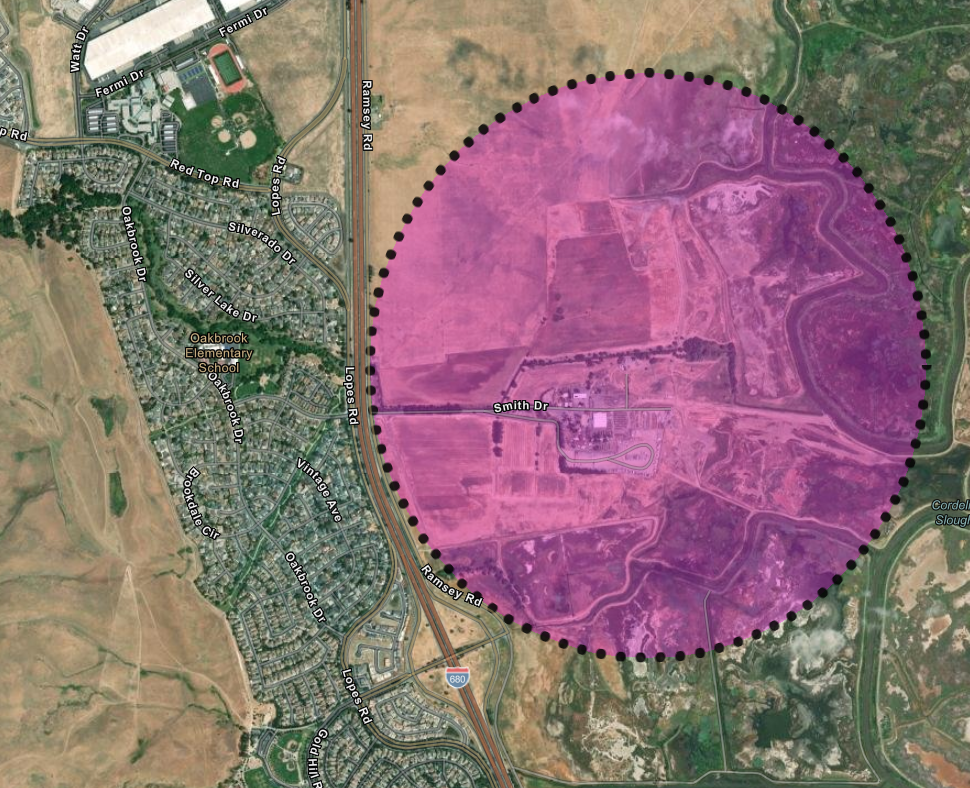 Fermi Dr
Watt Dr
Fermi Dr
Ramsey Rd
p Rd
Red Top Rd
Lopes Rd
Oakbrook Dr
Silverado Dr
Silver Lake Dr
Oakbrook
Elementary
School
Oakbrook Dr
Lopes Rd
Smith Dr
Vintage Ave
Brookdale Cir
Cordell
Slough
Oakbrook Dr
Ramsey Rd
680
Lopes Rd
Gold Hill R